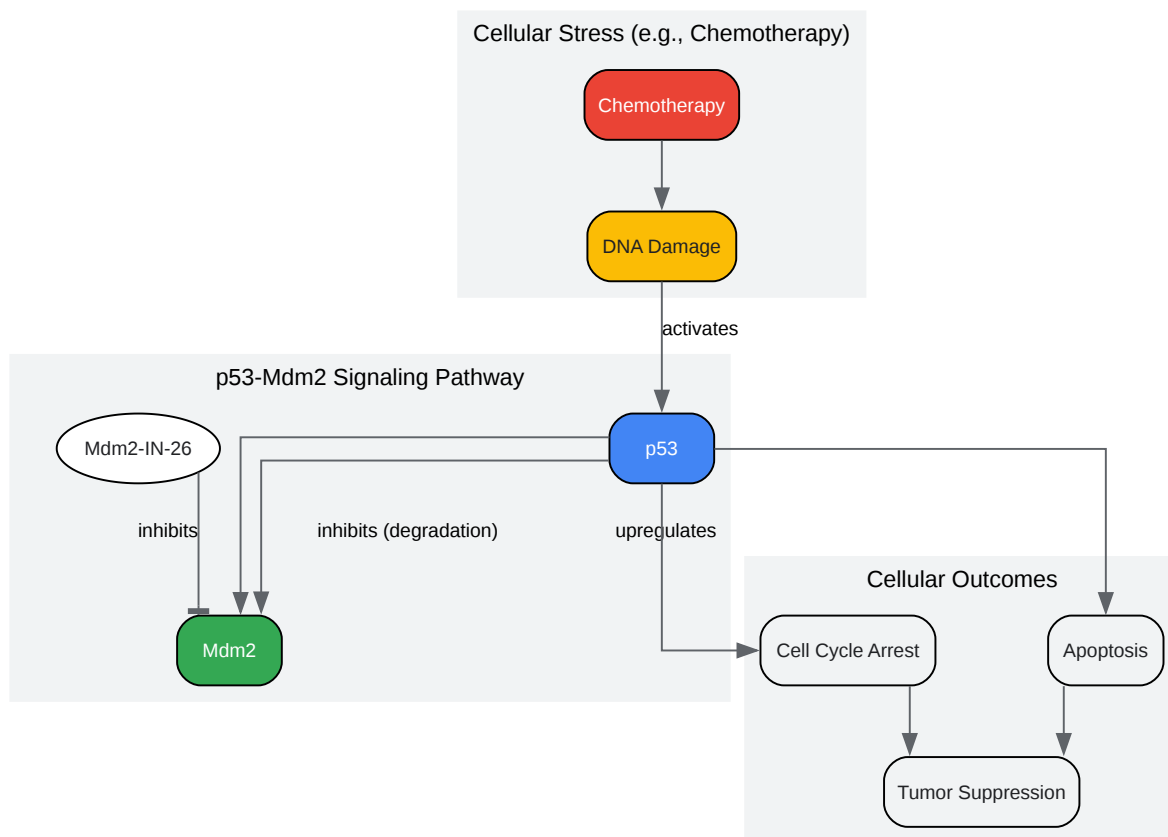 Cellular Stress (e.g., Chemotherapy)
Chemotherapy
DNA Damage
activates
p53-Mdm2 Signaling Pathway
Mdm2-IN-26
p53
inhibits
inhibits (degradation)
upregulates
Mdm2
Cellular Outcomes
Cell Cycle Arrest
Apoptosis
Tumor Suppression